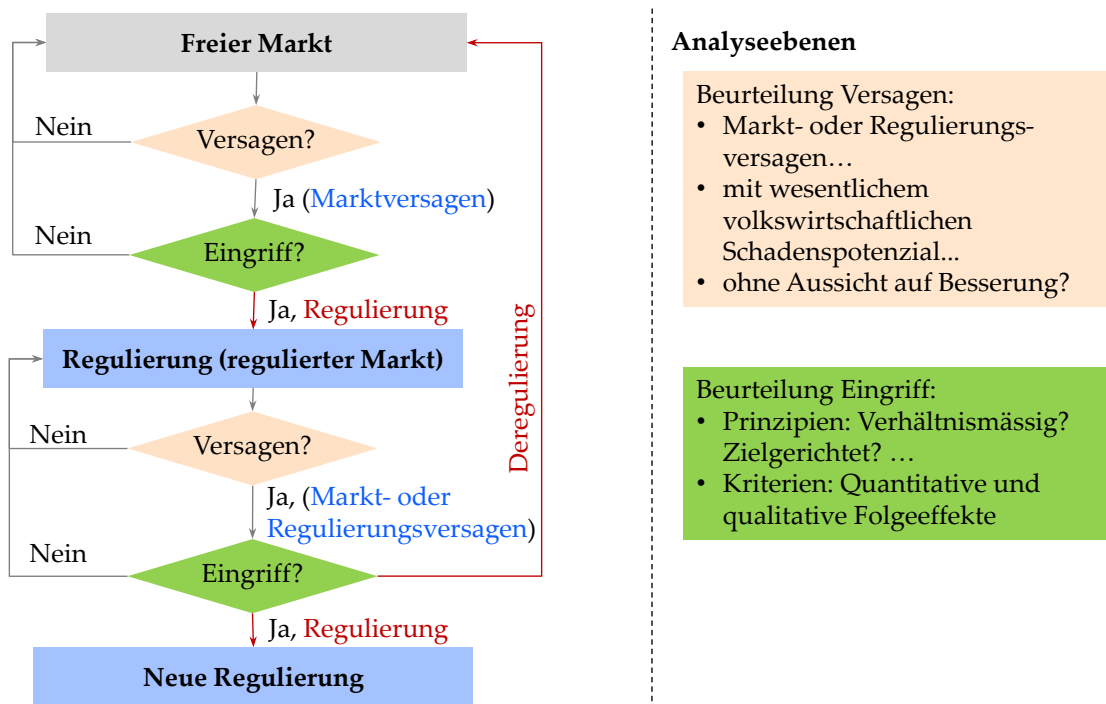 Freier Markt
Nein
Versagen?
Ja (Marktversagen)
Nein
Eingriff?
Ja, Regulierung
Regulierung (regulierter Markt)
Nein
Versagen?
Ja, (Markt- oder
Regulierungsversagen)
Nein
Eingriff?
Ja, Regulierung
Neue Regulierung
Deregulierung
Analyseebenen
Beurteilung Versagen:
• Markt- oder Regulierungs-
versagen…
• mit wesentlichem
volkswirtschaftlichen
Schadenspotenzial...
• ohne Aussicht auf Besserung?
Beurteilung Eingriff:
• Prinzipien: Verhältnismässig?
Zielgerichtet? …
• Kriterien: Quantitative und
qualitative Folgeeffekte